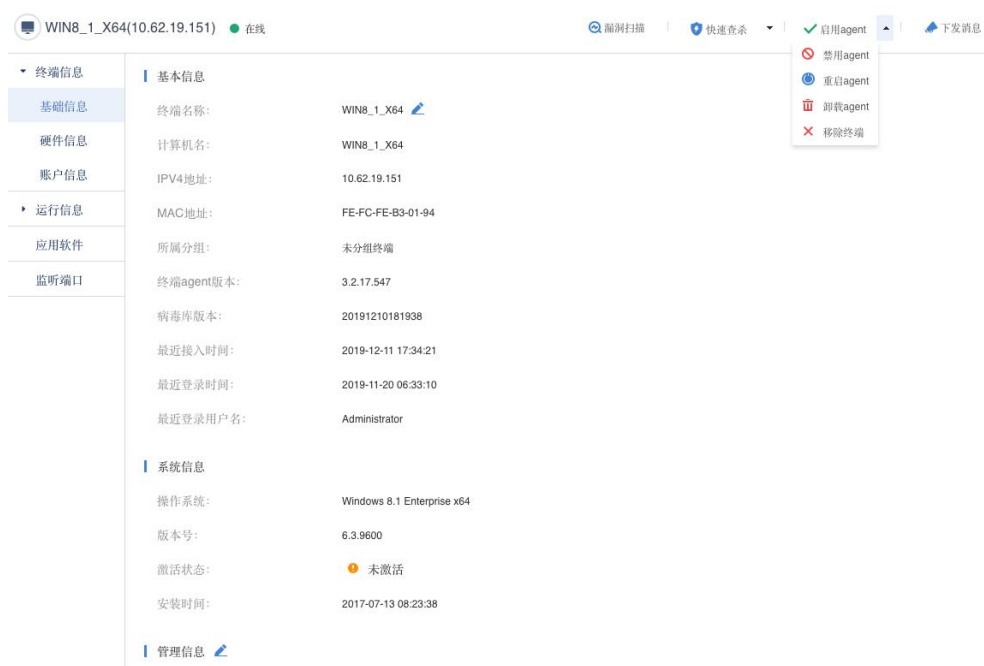 WIN8_1_X64(10.62.19.151) 在线 漏洞扫描 快速查杀 启用agent 下发消息
禁用agent
重启agent
卸载agent
移除终端
终端信息
基础信息
硬件信息
账户信息
运行信息
应用软件
监听端口
基本信息
终端名称: WIN8_1_X64
计算机名: WIN8_1_X64
IPV4地址: 10.62.19.151
MAC地址: FE-FC-FE-B3-01-94
所属分组: 未分组终端
终端agent版本: 3.2.17.547
病毒库版本: 20191210181938
最近接入时间: 2019-12-11 17:34:21
最近登录时间: 2019-11-20 06:33:10
最近登录用户名: Administrator
系统信息
操作系统: Windows 8.1 Enterprise x64
版本号: 6.3.9600
激活状态: 未激活
安装时间: 2017-07-13 08:23:38
管理信息